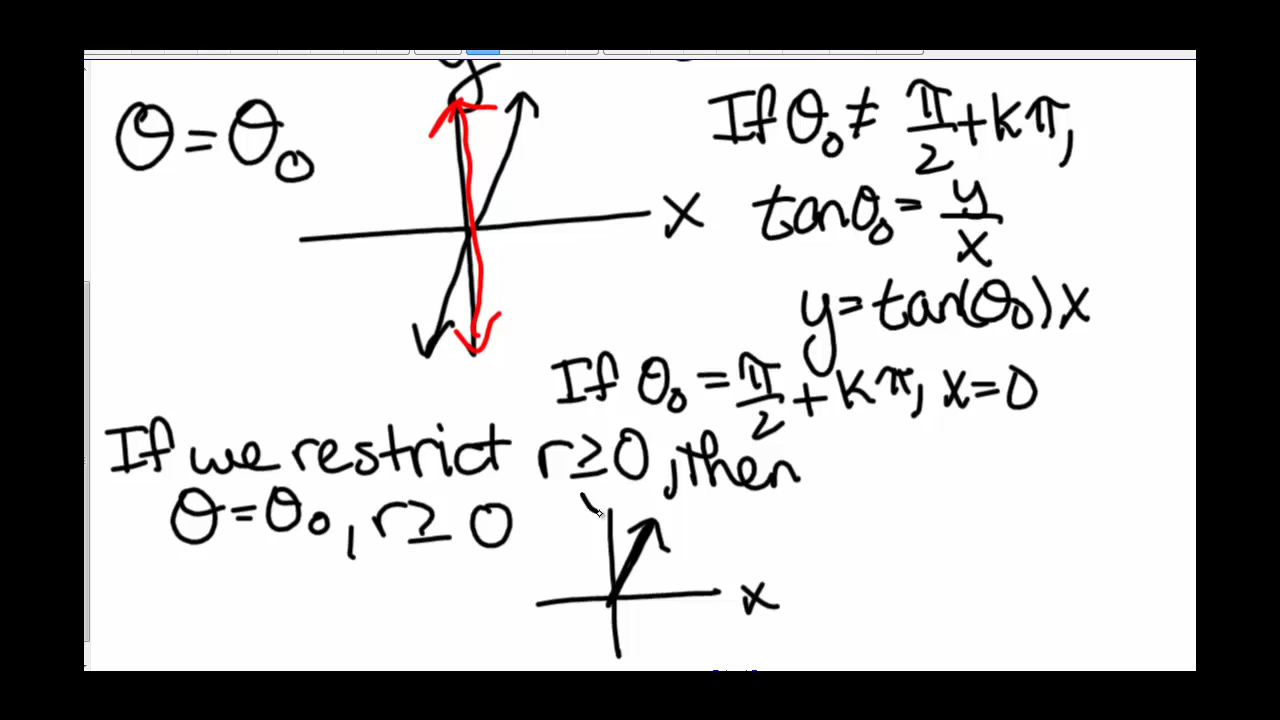 y
θ = θ₀
x
If θ₀ ≠ π/2 + kπ,
tanθ₀ = y/x
y = tan(θ₀)x
If θ₀ = π/2 + kπ, x = 0
If we restrict r ≥ 0, then
θ = θ₀, r ≥ 0
x